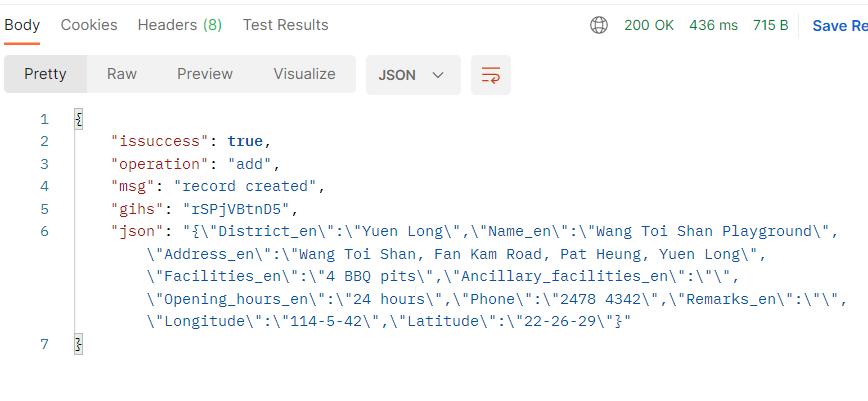 Body Cookies Headers (8) Test Results 200 OK 436 ms 715 B Save Re
Pretty Raw Preview Visualize JSON
1 {
2 "issuccess": true,
3 "operation": "add",
4 "msg": "record created",
5 "gihs": "rSPjVBtnD5",
6 "json": "{\"District_en\":\"Yuen Long\",\"Name_en\":\"Wang Toi Shan Playground\",
\"Address_en\":\"Wang Toi Shan, Fan Kam Road, Pat Heung, Yuen Long\",
\"Facilities_en\":\"4 BBQ pits\",\"Ancillary_facilities_en\":\"\",
\"Opening_hours_en\":\"24 hours\",\"Phone\":\"2478 4342\",\"Remarks_en\":\"\",
\"Longitude\":\"114-5-42\",\"Latitude\":\"22-26-29\"}"
7 }